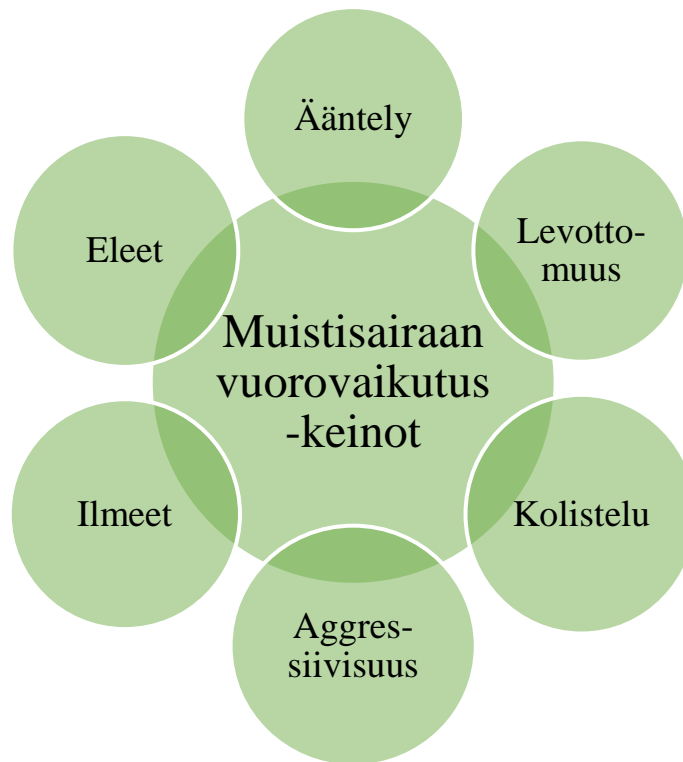 Ääntely
Levotto-
muus
Eleet
Muistisairaan
vuorovaikutus
-keinot
Ilmeet
Kolistelu
Aggres-
siivisuus